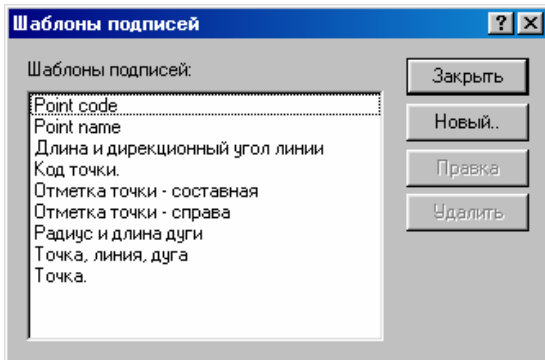 Шаблоны подписей
Шаблоны подписей:
Point code
Point name
Длина и дирекционный угол линии
Код точки.
Отметка точки - составная
Отметка точки - справа
Радиус и длина дуги
Точка, линия, дуга
Точка.
Закрыть
Новый..
Правка
Удалить